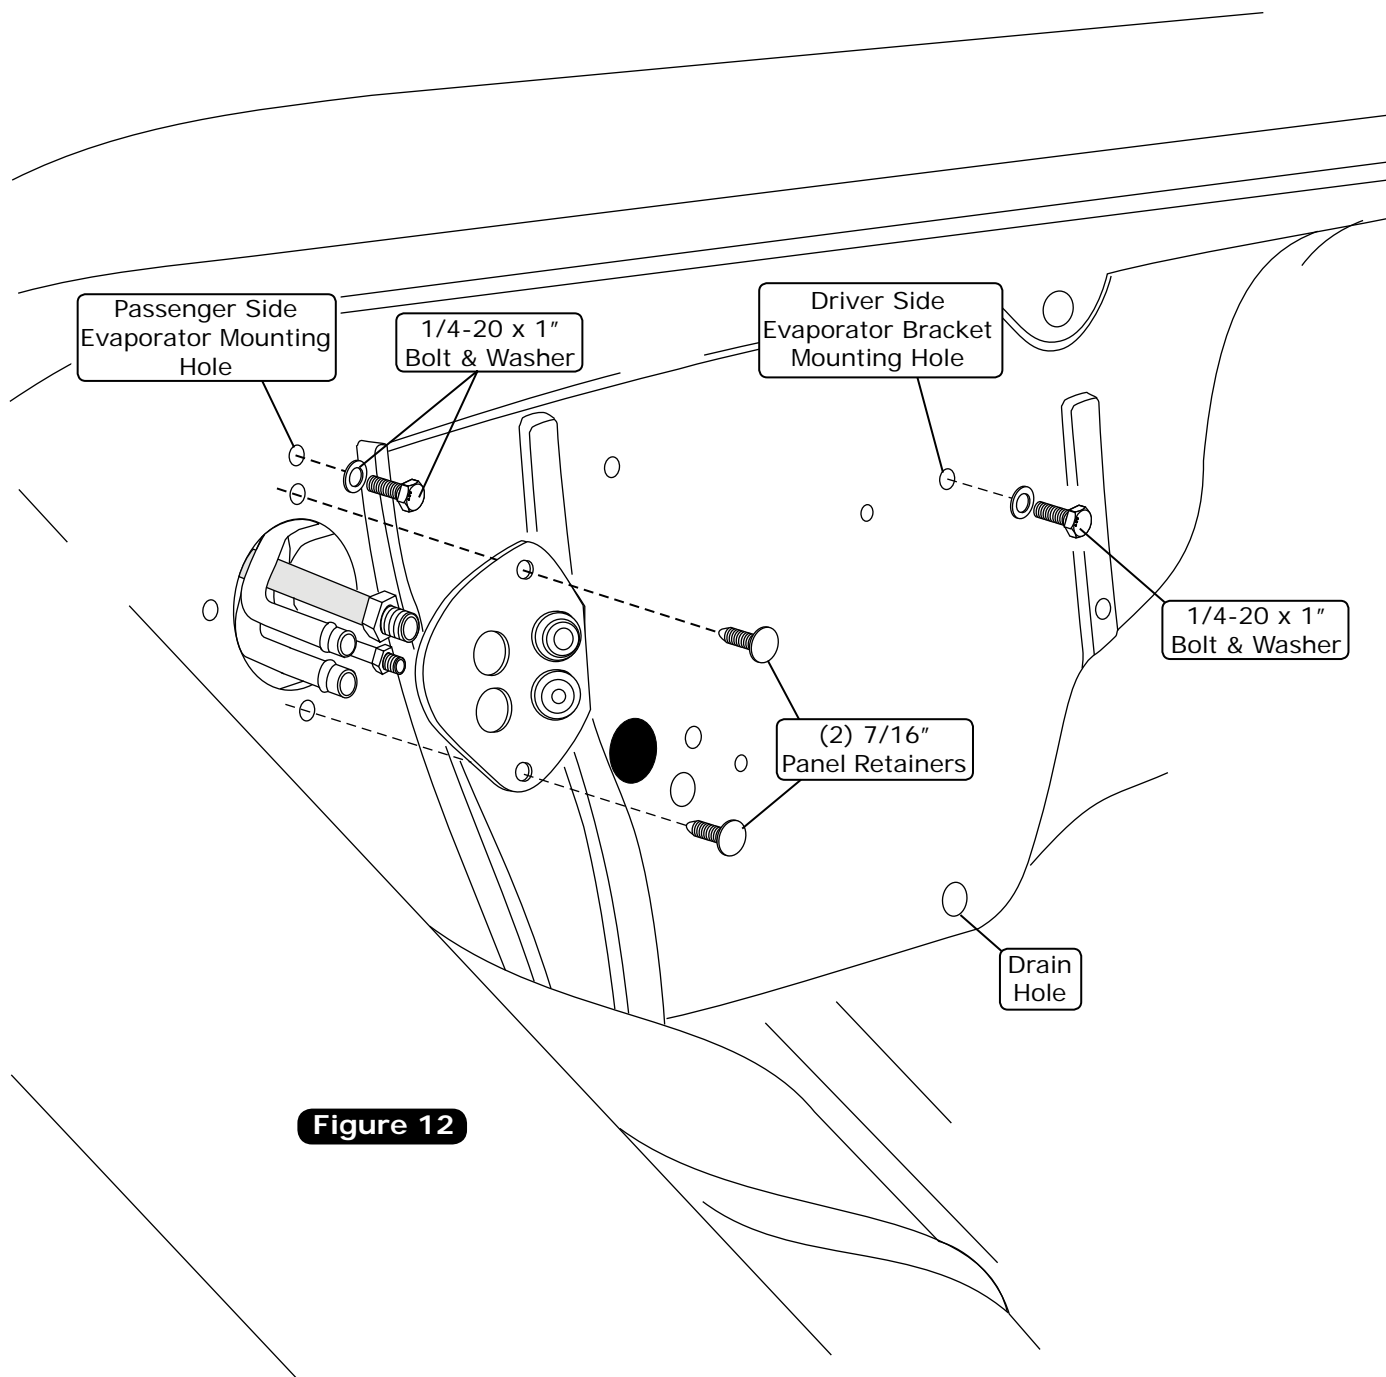 Passenger Side
Evaporator Mounting
Hole
1/4-20 x 1″
Bolt & Washer
Driver Side
Evaporator Bracket
Mounting Hole
1/4-20 x 1″
Bolt & Washer
(2) 7/16″
Panel Retainers
Drain
Hole
Figure 12